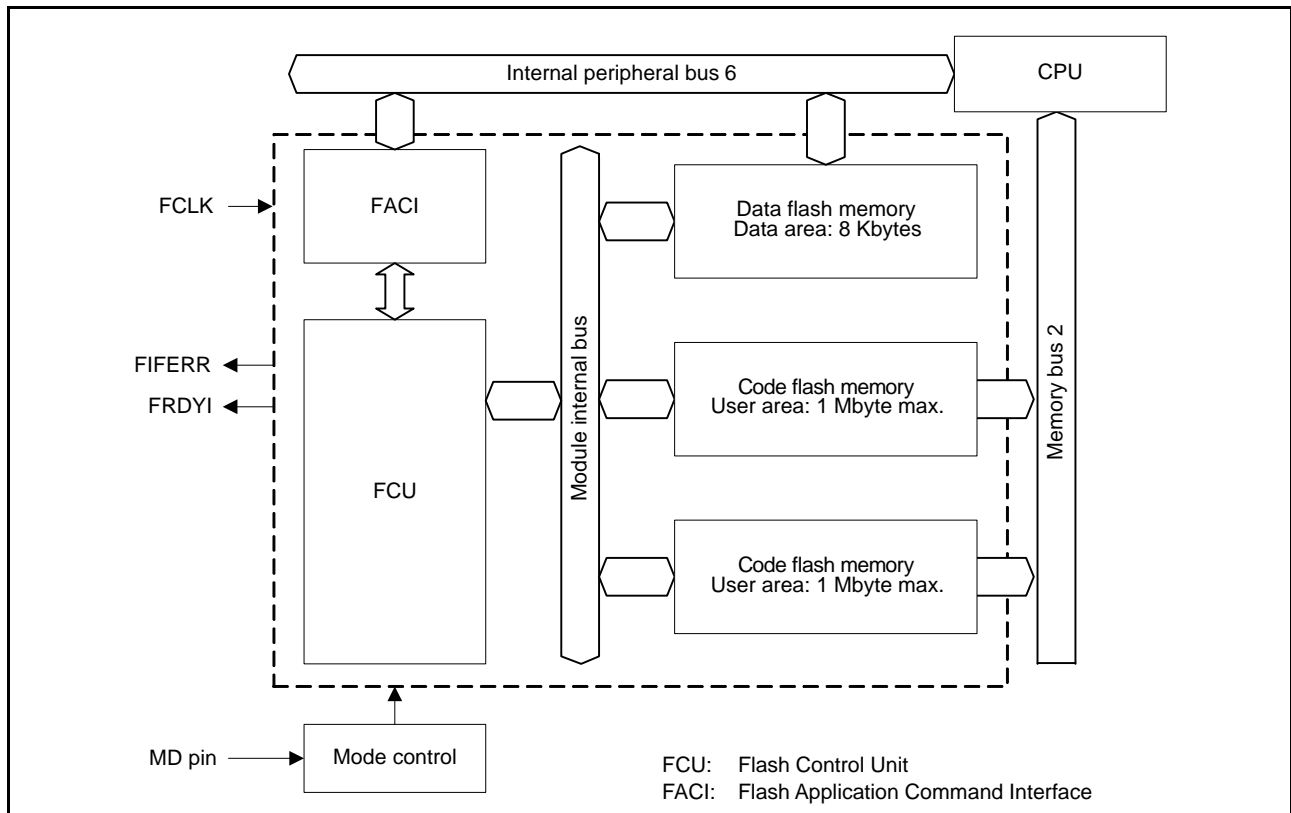 Internal peripheral bus 6
CPU
FACI
FCLK
Data flash memory
Data area: 8 Kbytes
Module internal bus
Memory bus 2
FIFERR
FRDYI
FCU
Code flash memory
User area: 1 Mbyte max.
Code flash memory
User area: 1 Mbyte max.
MD pin
Mode control
FCU: Flash Control Unit
FACI: Flash Application Command Interface